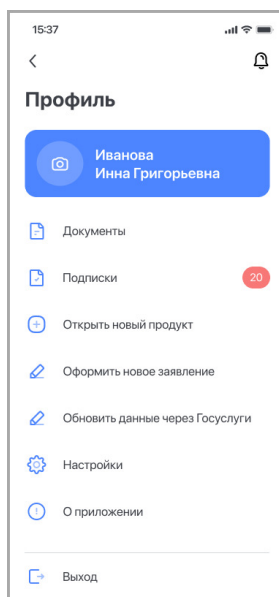 15:37
Профиль
Иванова
Инна Григорьевна
Документы
Подписки 20
Открыть новый продукт
Оформить новое заявление
Обновить данные через Госуслуги
Настройки
О приложении
Выход